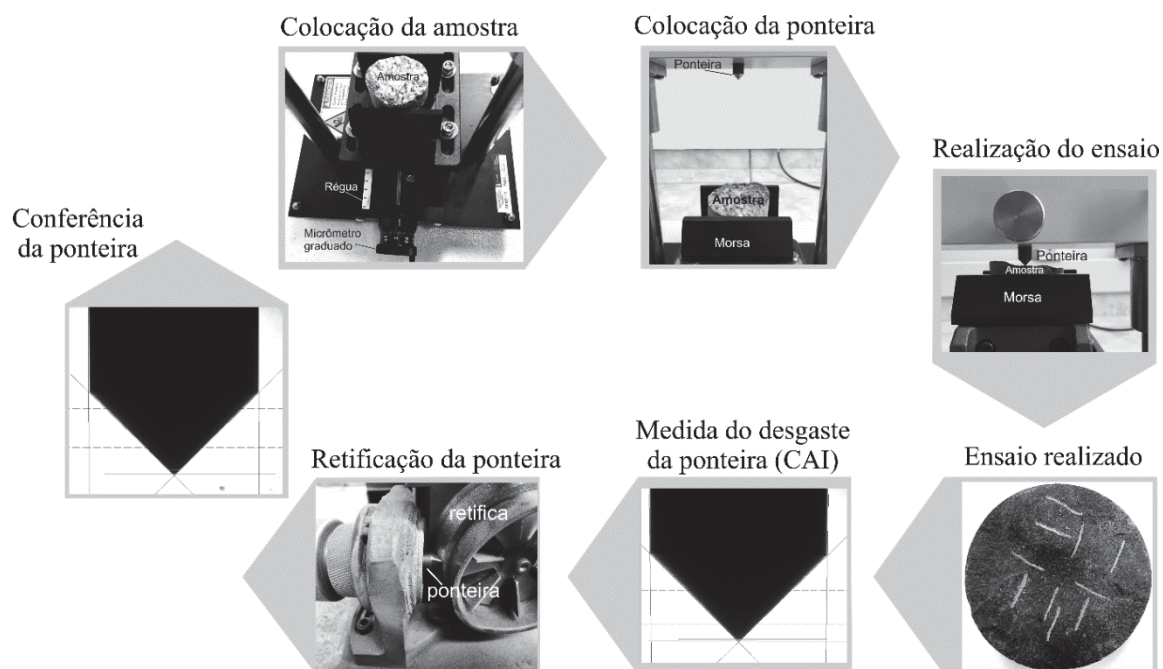 Colocação da amostra
Amostra
Régua
Micrômetro
graduado
Colocação da ponteira
Ponteira
Amostra
Morsa
Realização do ensaio
Ponteira
Amostra
Morsa
Conferência
da ponteira
Retificação da ponteira
retifica
ponteira
Medida do desgaste
da ponteira (CAI)
Ensaio realizado